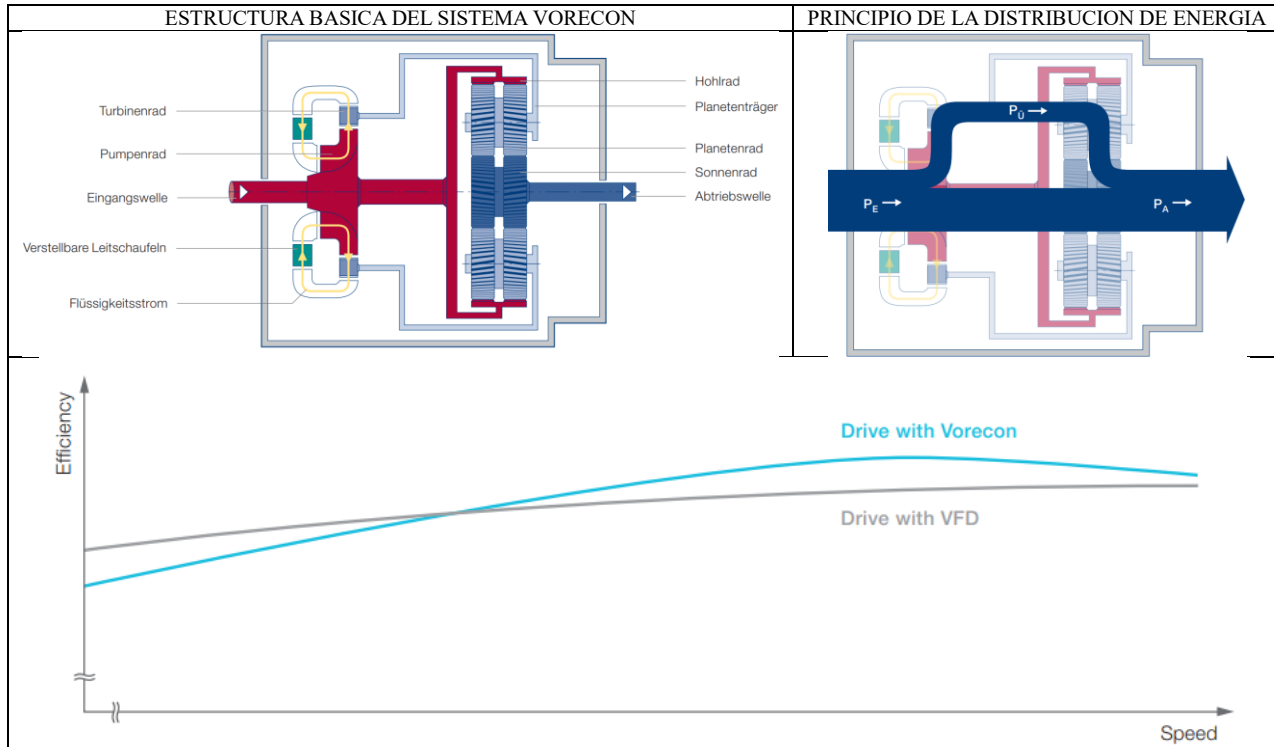 ESTRUCTURA BASICA DEL SISTEMA VORECON
PRINCIPIO DE LA DISTRIBUCION DE ENERGIA
Turbinenrad
Pumpenrad
Eingangswelle
Verstellbare Leitschaufeln
Flüssigkeitsstrom
Hohlrad
Planetenträger
Planetenrad
Sonnenrad
Abtriebswelle
PÜ
PE
PA
Efficiency
Drive with Vorecon
Drive with VFD
Speed